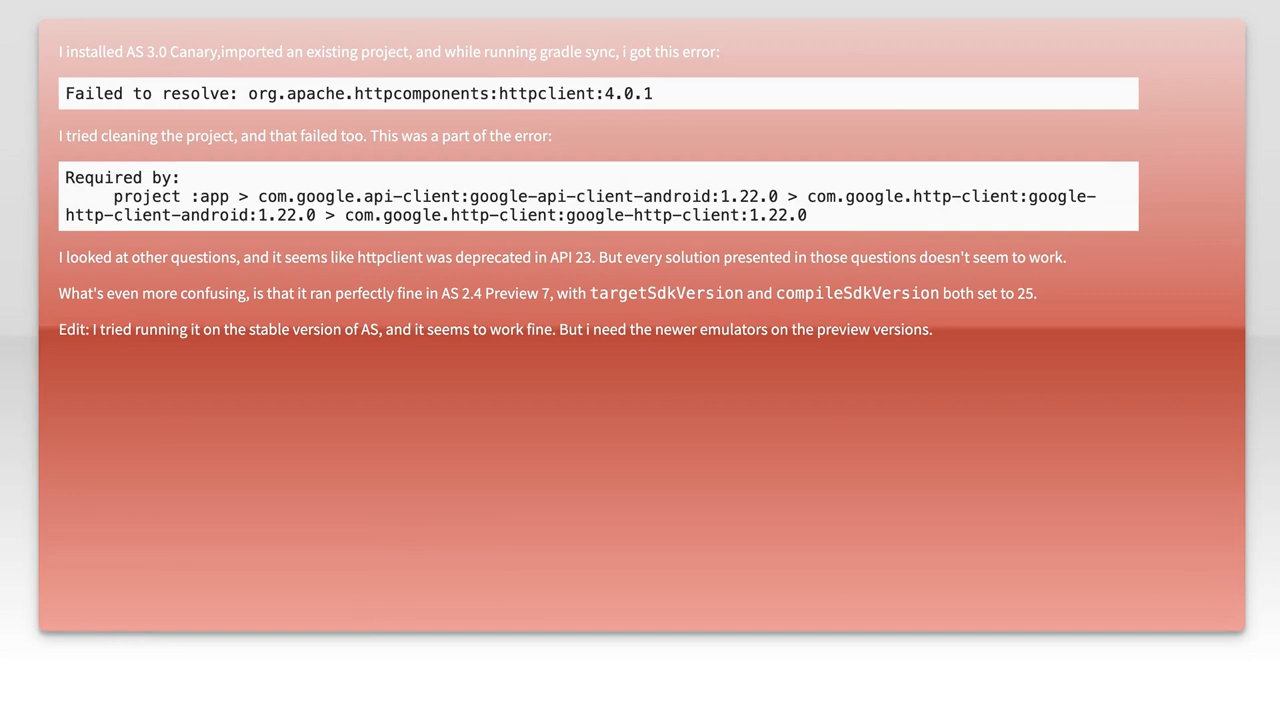 I installed AS 3.0 Canary,imported an existing project, and while running gradle sync, i got this error:
Failed to resolve: org.apache.httpcomponents:httpclient:4.0.1
I tried cleaning the project, and that failed too. This was a part of the error:
Required by:
project :app > com.google.api-client:google-api-client-android:1.22.0 > com.google.http-client:google-
http-client-android:1.22.0 > com.google.http-client:google-http-client:1.22.0
I looked at other questions, and it seems like httpclient was deprecated in API 23. But every solution presented in those questions doesn't seem to work.
What's even more confusing, is that it ran perfectly fine in AS 2.4 Preview 7, with targetSdkVersion and compileSdkVersion both set to 25.
Edit: I tried running it on the stable version of AS, and it seems to work fine. But i need the newer emulators on the preview versions.